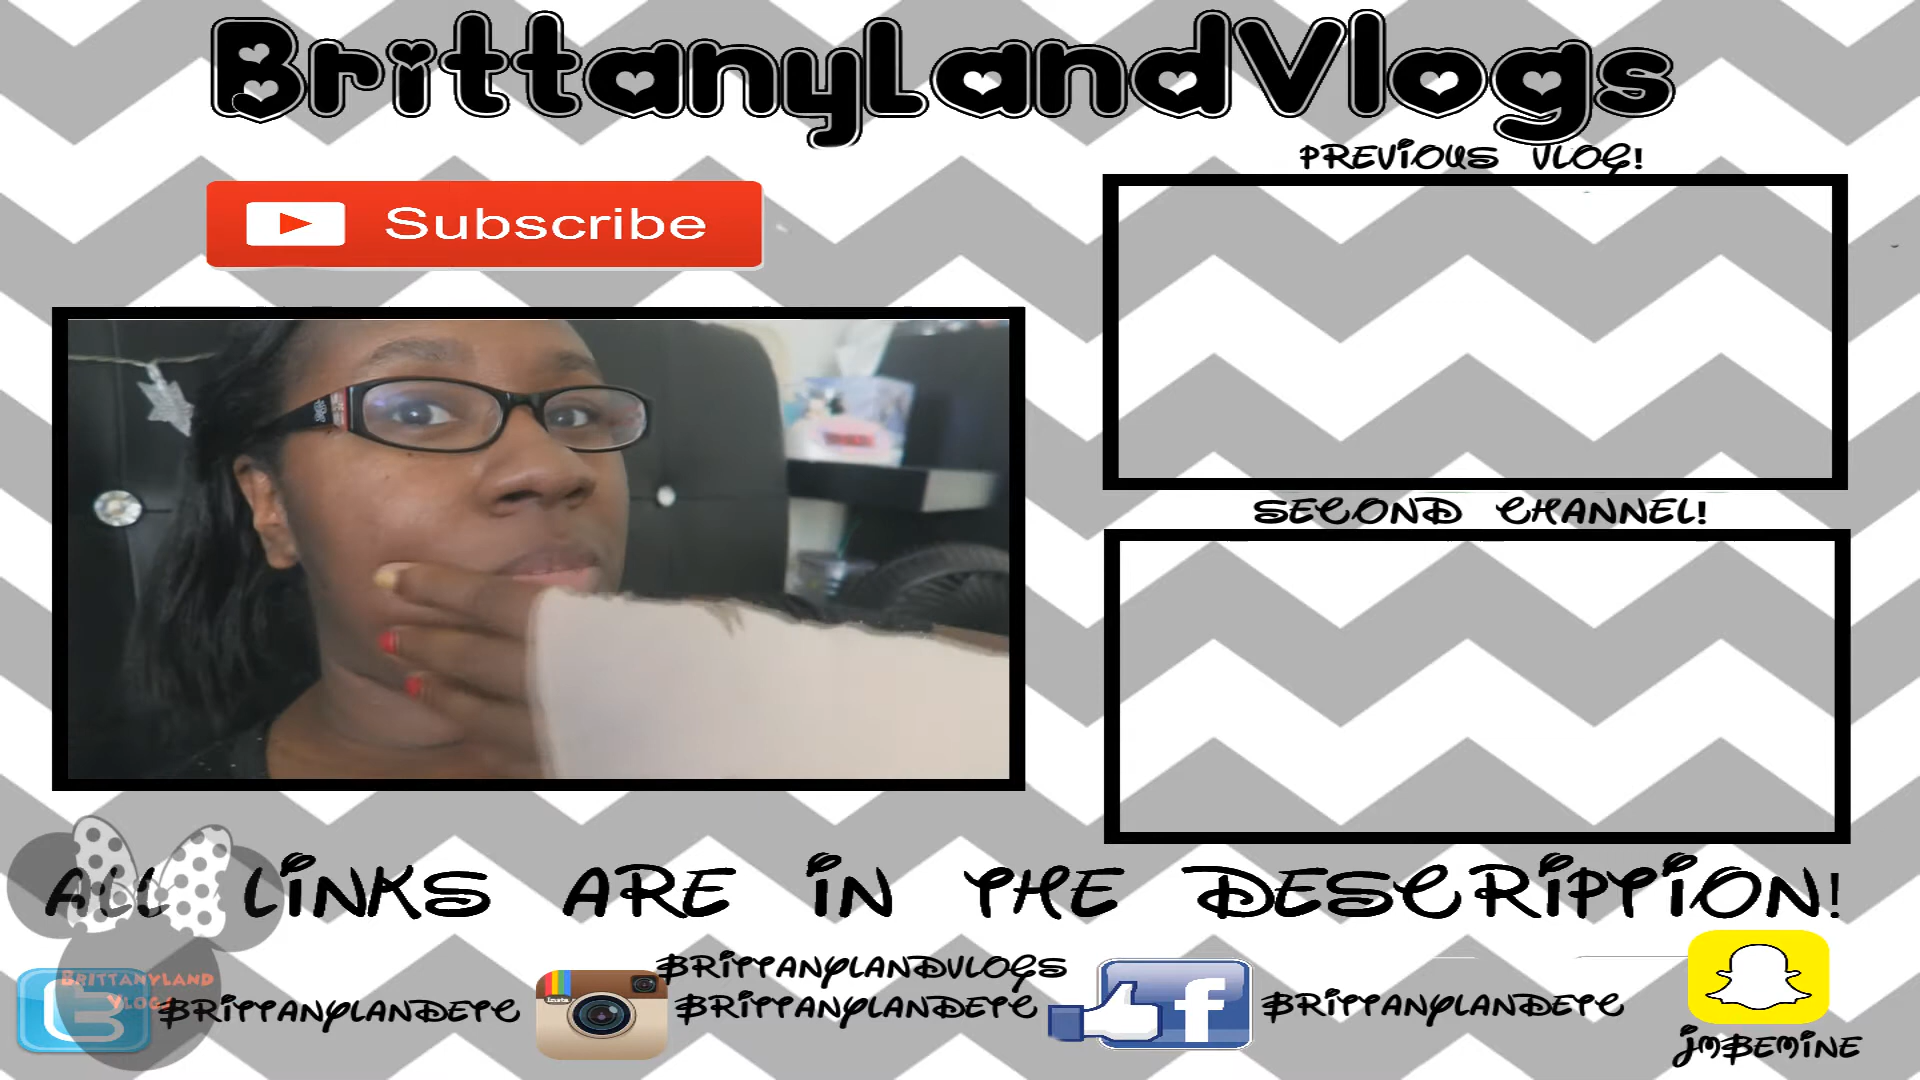 BrittanyLandVlogs
PREVIOUS VLOG!
Subscribe
SECOND CHANNEL!
ALL LINKS ARE IN THE DESCRIPTION!
BRITTANYLAND
VLOGS
BRITTANYLANDETC
Insta
BRITTANYLANDVLOGS
BRITTANYLANDETC
f
BRITTANYLANDETC
JMBEMINE